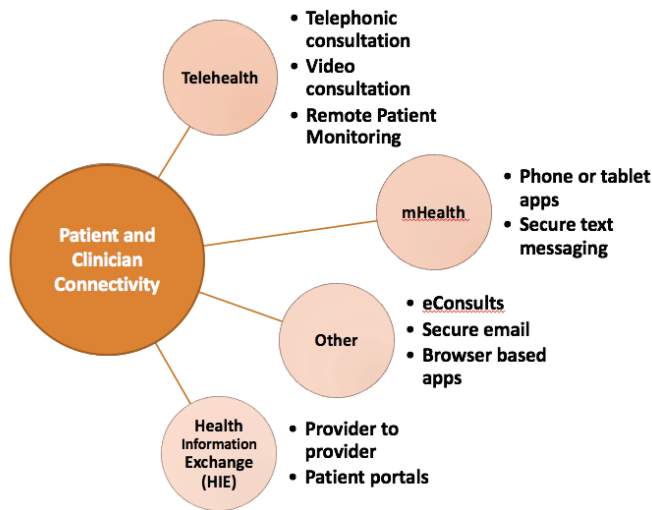 Telehealth
• Telephonic
consultation
• Video
consultation
• Remote Patient
Monitoring
Patient and
Clinician
Connectivity
mHealth
• Phone or tablet
apps
• Secure text
messaging
Other
• eConsults
• Secure email
• Browser based
apps
Health
Information
Exchange
(HIE)
• Provider to
provider
• Patient portals